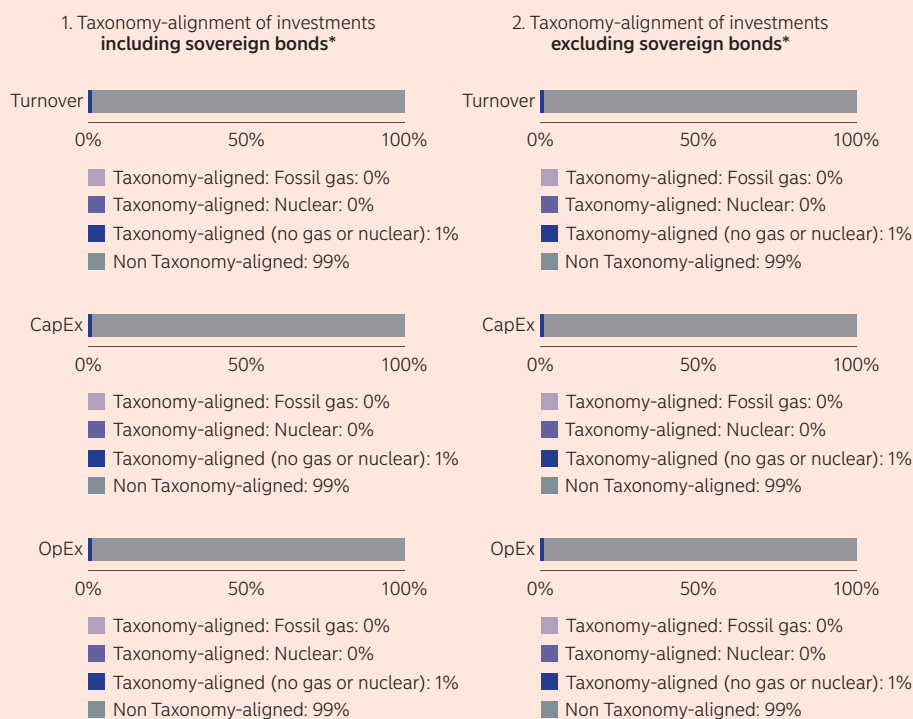 1. Taxonomy-alignment of investments
including sovereign bonds*
Turnover
0% 50% 100%
Taxonomy-aligned: Fossil gas: 0%
Taxonomy-aligned: Nuclear: 0%
Taxonomy-aligned (no gas or nuclear): 1%
Non Taxonomy-aligned: 99%
CapEx
0% 50% 100%
Taxonomy-aligned: Fossil gas: 0%
Taxonomy-aligned: Nuclear: 0%
Taxonomy-aligned (no gas or nuclear): 1%
Non Taxonomy-aligned: 99%
OpEx
0% 50% 100%
Taxonomy-aligned: Fossil gas: 0%
Taxonomy-aligned: Nuclear: 0%
Taxonomy-aligned (no gas or nuclear): 1%
Non Taxonomy-aligned: 99%
2. Taxonomy-alignment of investments
excluding sovereign bonds*
Turnover
0% 50% 100%
Taxonomy-aligned: Fossil gas: 0%
Taxonomy-aligned: Nuclear: 0%
Taxonomy-aligned (no gas or nuclear): 1%
Non Taxonomy-aligned: 99%
CapEx
0% 50% 100%
Taxonomy-aligned: Fossil gas: 0%
Taxonomy-aligned: Nuclear: 0%
Taxonomy-aligned (no gas or nuclear): 1%
Non Taxonomy-aligned: 99%
OpEx
0% 50% 100%
Taxonomy-aligned: Fossil gas: 0%
Taxonomy-aligned: Nuclear: 0%
Taxonomy-aligned (no gas or nuclear): 1%
Non Taxonomy-aligned: 99%